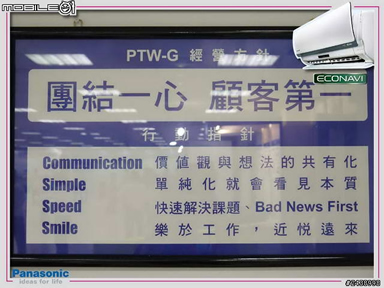 mobile01
PTW-G 經營方針
ECONAVI
團結一心 顧客第一
行動指針
Communication 價值觀與想法的共有化
Simple 單純化就會看見本質
Speed 快速解決課題、Bad News First
Smile 樂於工作，近悅遠來
Panasonic
ideas for life